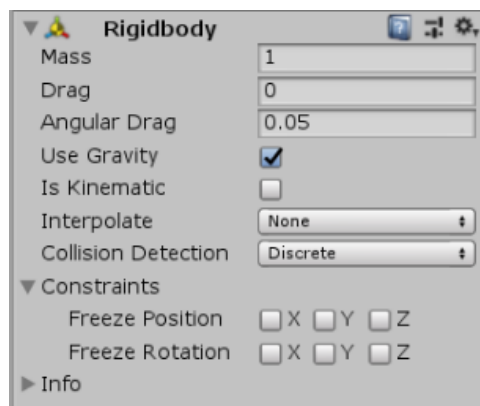 Rigidbody
Mass 1
Drag 0
Angular Drag 0.05
Use Gravity
Is Kinematic
Interpolate None
Collision Detection Discrete
Constraints
Freeze Position X Y Z
Freeze Rotation X Y Z
Info